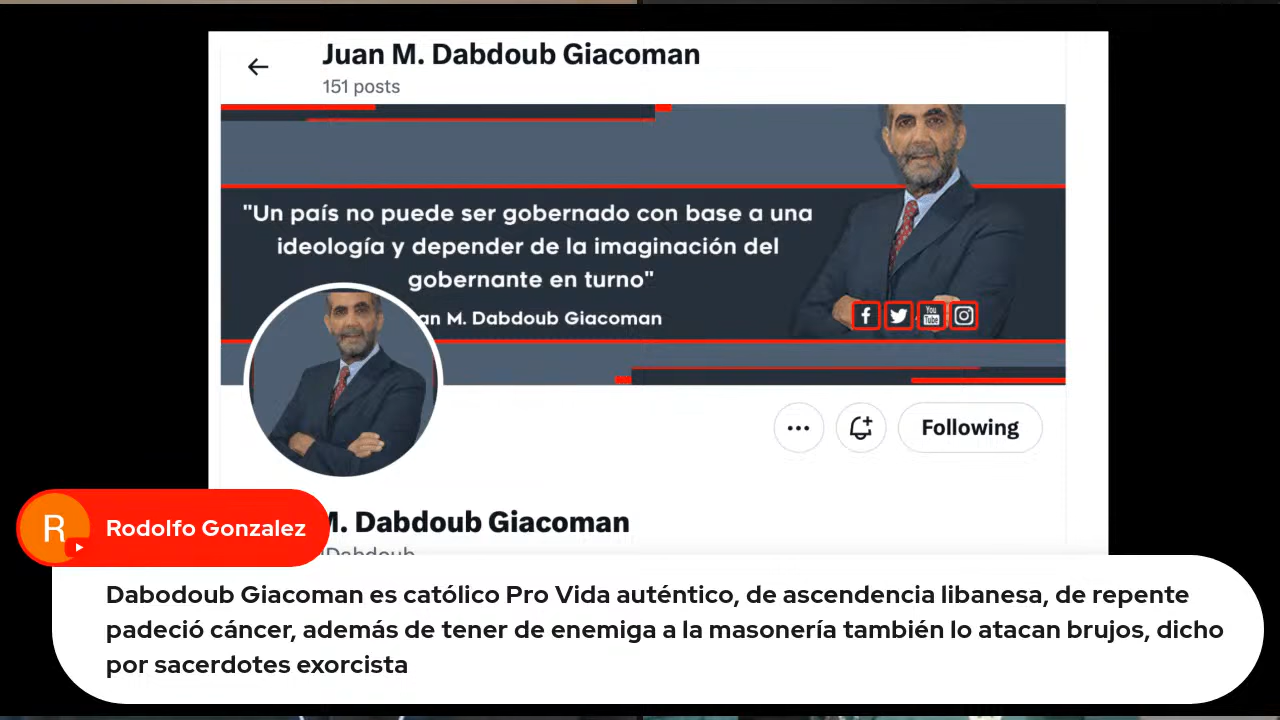 Juan M. Dabdoub Giacoman
151 posts
"Un país no puede ser gobernado con base a una
ideología y depender de la imaginación del
gobernante en turno"
an M. Dabdoub Giacoman
You
Tube
Following
M. Dabdoub Giacoman
Dabdoub
R
Rodolfo Gonzalez
Dabodoub Giacoman es católico Pro Vida auténtico, de ascendencia libanesa, de repente
padeció cáncer, además de tener de enemiga a la masonería también lo atacan brujos, dicho
por sacerdotes exorcista